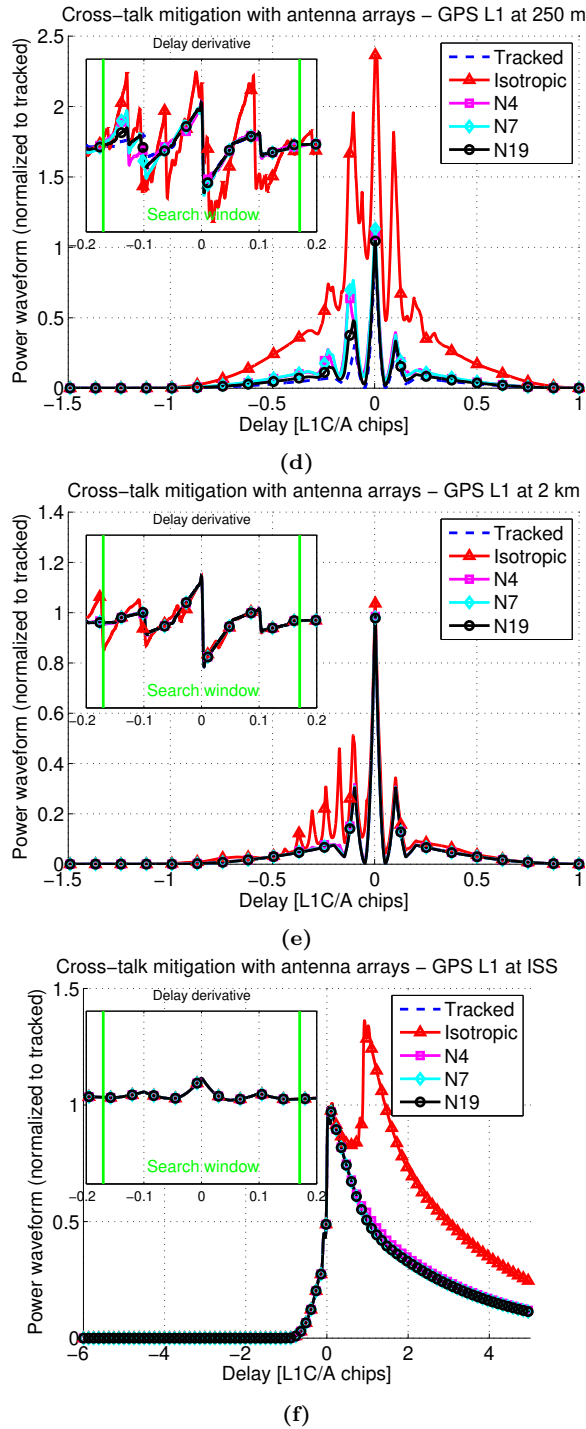 Cross−talk mitigation with antenna arrays − GPS L1 at 250 m
Power waveform (normalized to tracked)
2.5
2
1.5
1
0.5
0
Delay derivative
Search window
−0.2
−0.1
0
0.1
0.2
Tracked
Isotropic
N4
N7
N19
−1.5
−1
−0.5
0
0.5
1
Delay [L1C/A chips]
(d)
Cross−talk mitigation with antenna arrays − GPS L1 at 2 km
Power waveform (normalized to tracked)
1.4
1.2
1
0.8
0.6
0.4
0.2
0
Delay derivative
Search window
−0.2
−0.1
0
0.1
0.2
Tracked
Isotropic
N4
N7
N19
−1.5
−1
−0.5
0
0.5
1
Delay [L1C/A chips]
(e)
Cross−talk mitigation with antenna arrays − GPS L1 at ISS
Power waveform (normalized to tracked)
1.5
1
0.5
0
Delay derivative
Search window
−0.2
−0.1
0
0.1
0.2
Tracked
Isotropic
N4
N7
N19
−6
−4
−2
0
2
4
Delay [L1C/A chips]
(f)